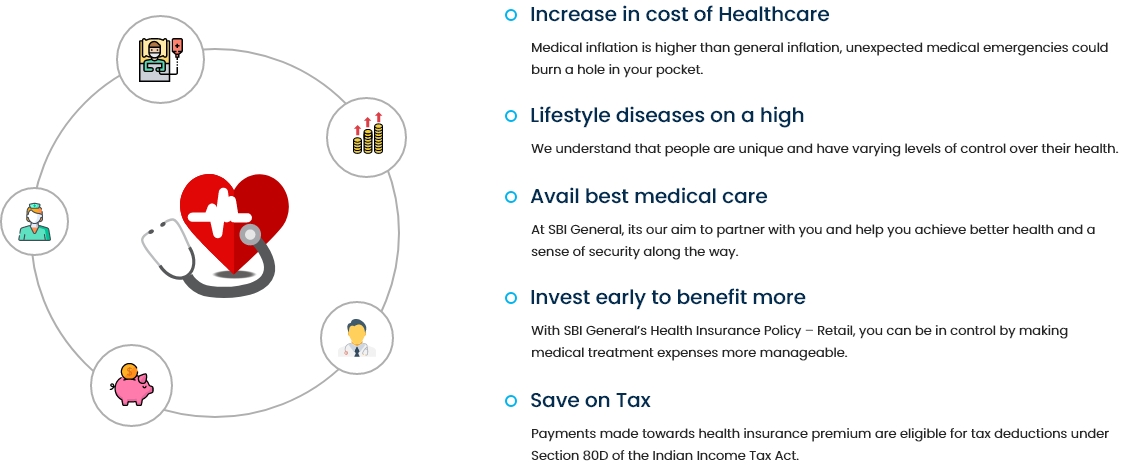 Increase in cost of Healthcare
Medical inflation is higher than general inflation, unexpected medical emergencies could
burn a hole in your pocket.
Lifestyle diseases on a high
We understand that people are unique and have varying levels of control over their health.
Avail best medical care
At SBI General, its our aim to partner with you and help you achieve better health and a
sense of security along the way.
Invest early to benefit more
With SBI General’s Health Insurance Policy – Retail, you can be in control by making
medical treatment expenses more manageable.
Save on Tax
Payments made towards health insurance premium are eligible for tax deductions under
Section 80D of the Indian Income Tax Act.